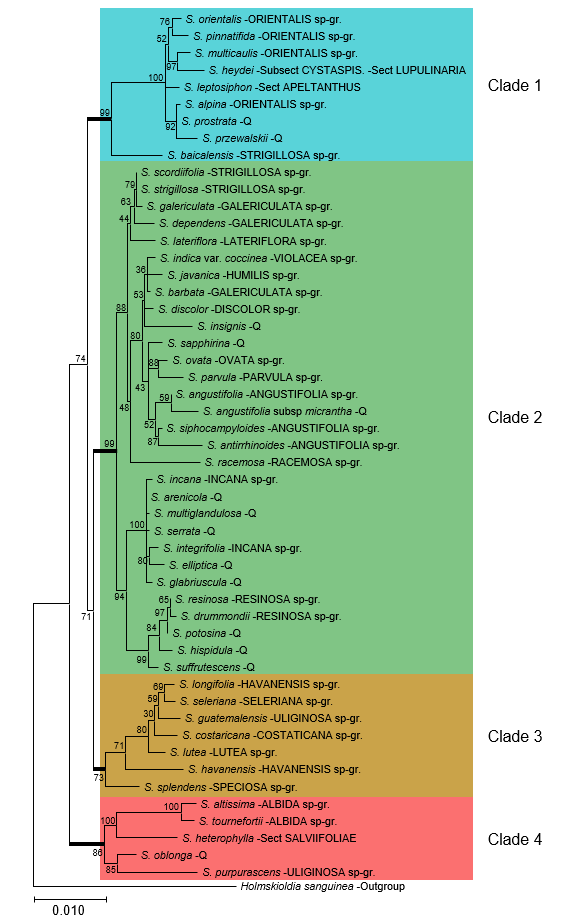 S. orientalis -ORIENTALIS sp-gr.
76
S. pinnatifida -ORIENTALIS sp-gr.
52
S. multicaulis -ORIENTALIS sp-gr.
97
S. heydei -Subsect CYSTASPIS. -Sect LUPULINARIA
100
S. leptosiphon -Sect APELTANTHUS
Clade 1
S. alpina -ORIENTALIS sp-gr.
99
S. prostrata -Q
92
S. przewalskii -Q
S. baicalensis -STRIGILLOSA sp-gr.
S. scordiifolia -STRIGILLOSA sp-gr.
79
S. strigillosa -STRIGILLOSA sp-gr.
63
S. galericulata -GALERICULATA sp-gr.
44
S. dependens -GALERICULATA sp-gr.
S. lateriflora -LATERIFLORA sp-gr.
S. indica var. coccinea -VIOLACEA sp-gr.
36
S. javanica -HUMILIS sp-gr.
53
S. barbata -GALERICULATA sp-gr.
88
S. discolor -DISCOLOR sp-gr.
S. insignis -Q
80
S. sapphirina -Q
74
88
S. ovata -OVATA sp-gr.
S. parvula -PARVULA sp-gr.
43
S. angustifolia -ANGUSTIFOLIA sp-gr.
59
48
S. angustifolia subsp micrantha -Q
Clade 2
52
S. siphocampyloides -ANGUSTIFOLIA sp-gr.
99
87
S. antirrhinoides -ANGUSTIFOLIA sp-gr.
S. racemosa -RACEMOSA sp-gr.
S. incana -INCANA sp-gr.
S. arenicola -Q
S. multiglandulosa -Q
100
S. serrata -Q
S. integrifolia -INCANA sp-gr.
80
S. elliptica -Q
S. glabriuscula -Q
94
65
S. resinosa -RESINOSA sp-gr.
97
S. drummondii -RESINOSA sp-gr.
71
84
S. potosina -Q
S. hispidula -Q
99
S. suffrutescens -Q
S. longifolia -HAVANENSIS sp-gr.
69
S. seleriana -SELERIANA sp-gr.
59
S. guatemalensis -ULIGINOSA sp-gr.
30
80
S. costaricana -COSTATICANA sp-gr.
Clade 3
71
S. lutea -LUTEA sp-gr.
S. havanensis -HAVANENSIS sp-gr.
73
S. splendens -SPECIOSA sp-gr.
S. altissima -ALBIDA sp-gr.
100
S. tournefortii -ALBIDA sp-gr.
100
S. heterophylla -Sect SALVIIFOLIAE
Clade 4
86
S. oblonga -Q
85
S. purpurascens -ULIGINOSA sp-gr.
Holmskioldia sanguinea -Outgroup
0.010